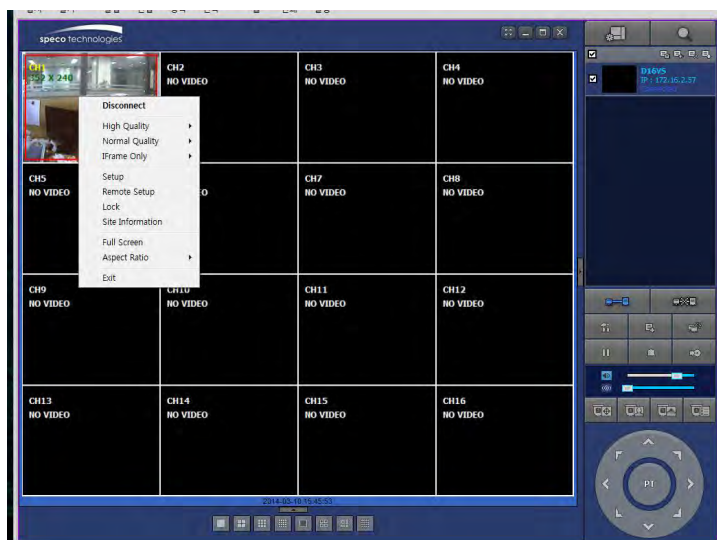 speco technologies
CH1
352 X 240
CH2
NO VIDEO
CH3
NO VIDEO
CH4
NO VIDEO
D16VS
IP : 172.16.2.37
Disconnect
High Quality
Normal Quality
IFrame Only
Setup
Remote Setup
Lock
Site Information
Full Screen
Aspect Ratio
Exit
CH5
NO VIDEO
CH7
NO VIDEO
CH8
NO VIDEO
CH9
NO VIDEO
CH10
NO VIDEO
CH11
NO VIDEO
CH12
NO VIDEO
CH13
NO VIDEO
CH14
NO VIDEO
CH15
NO VIDEO
CH16
NO VIDEO
2014-03-10 15:45:53